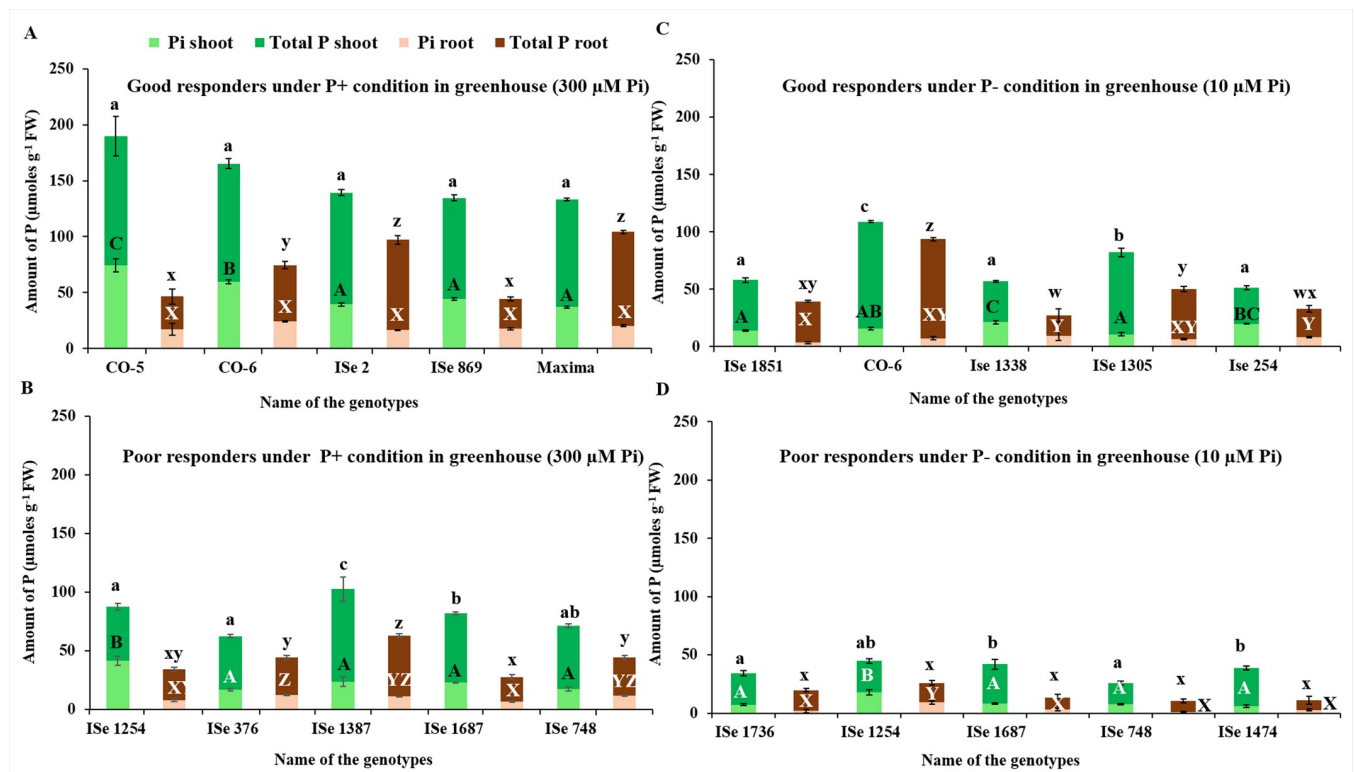 A
Pi shoot Total P shoot Pi root Total P root
Good responders under P+ condition in greenhouse (300 µM Pi)
Amount of P (µmoles g-1 FW)
250
200
150
100
50
0
a a a a a
x y z x z
C B A A A
X X X X X
CO-5 CO-6 ISe 2 ISe 869 Maxima
Name of the genotypes
B
Poor responders under P+ condition in greenhouse (300 µM Pi)
Amount of P (µmoles g-1 FW)
250
200
150
100
50
0
a a c b ab
xy y z x y
B A A A A
XY Z YZ X YZ
ISe 1254 ISe 376 ISe 1387 ISe 1687 ISe 748
Name of the genotypes
C
Good responders under P- condition in greenhouse (10 µM Pi)
Amount of P (µmoles g-1 FW)
250
200
150
100
50
0
a c a b a
xy z w y wx
A AB C A BC
X XY Y XY Y
ISe 1851 CO-6 Ise 1338 ISe 1305 Ise 254
Name of the genotypes
D
Poor responders under P- condition in greenhouse (10 µM Pi)
Amount of P (µmoles g-1 FW)
250
200
150
100
50
0
a ab b a b
x x x x x
A B A A A
X Y X X X
ISe 1736 ISe 1254 ISe 1687 ISe 748 ISe 1474
Name of the genotypes